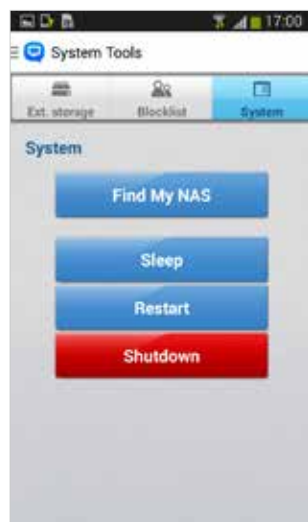 17:00
System Tools
Ext. storage Blocklist System
System
Find My NAS
Sleep
Restart
Shutdown